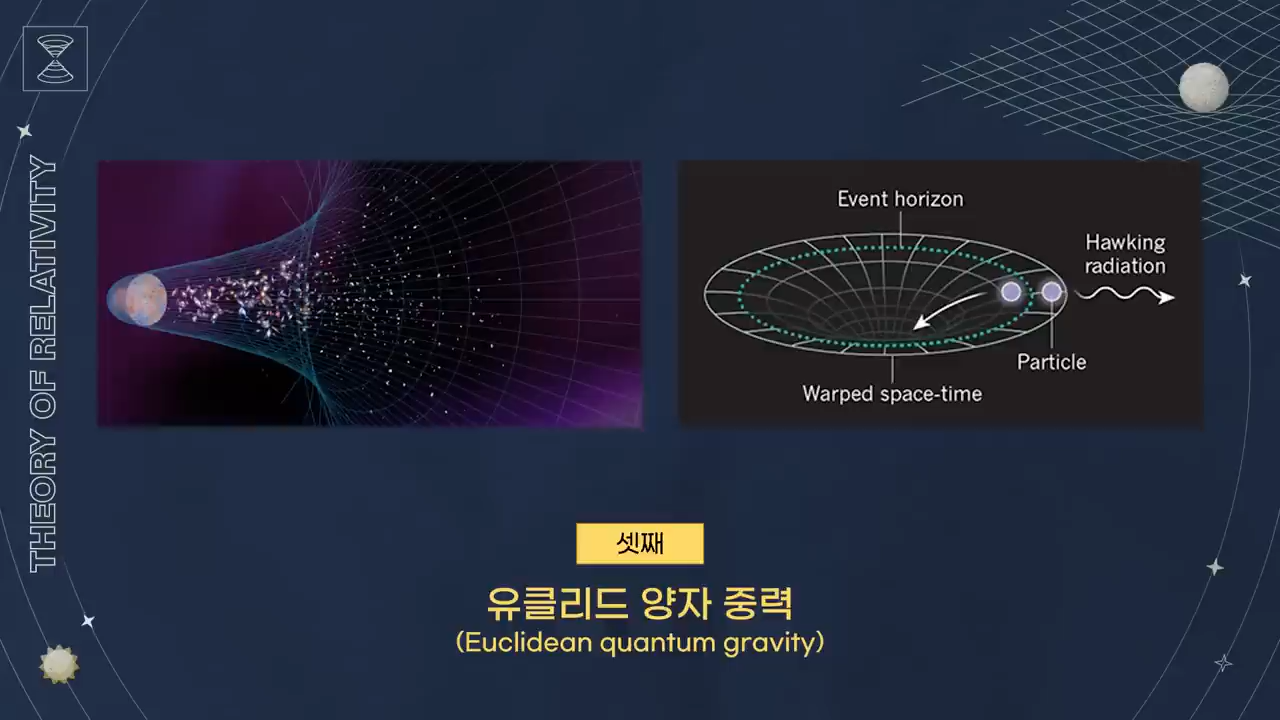 THEORY OF RELATIVITY
Event horizon
Hawking
radiation
Particle
Warped space-time
셋째
유클리드 양자 중력
(Euclidean quantum gravity)